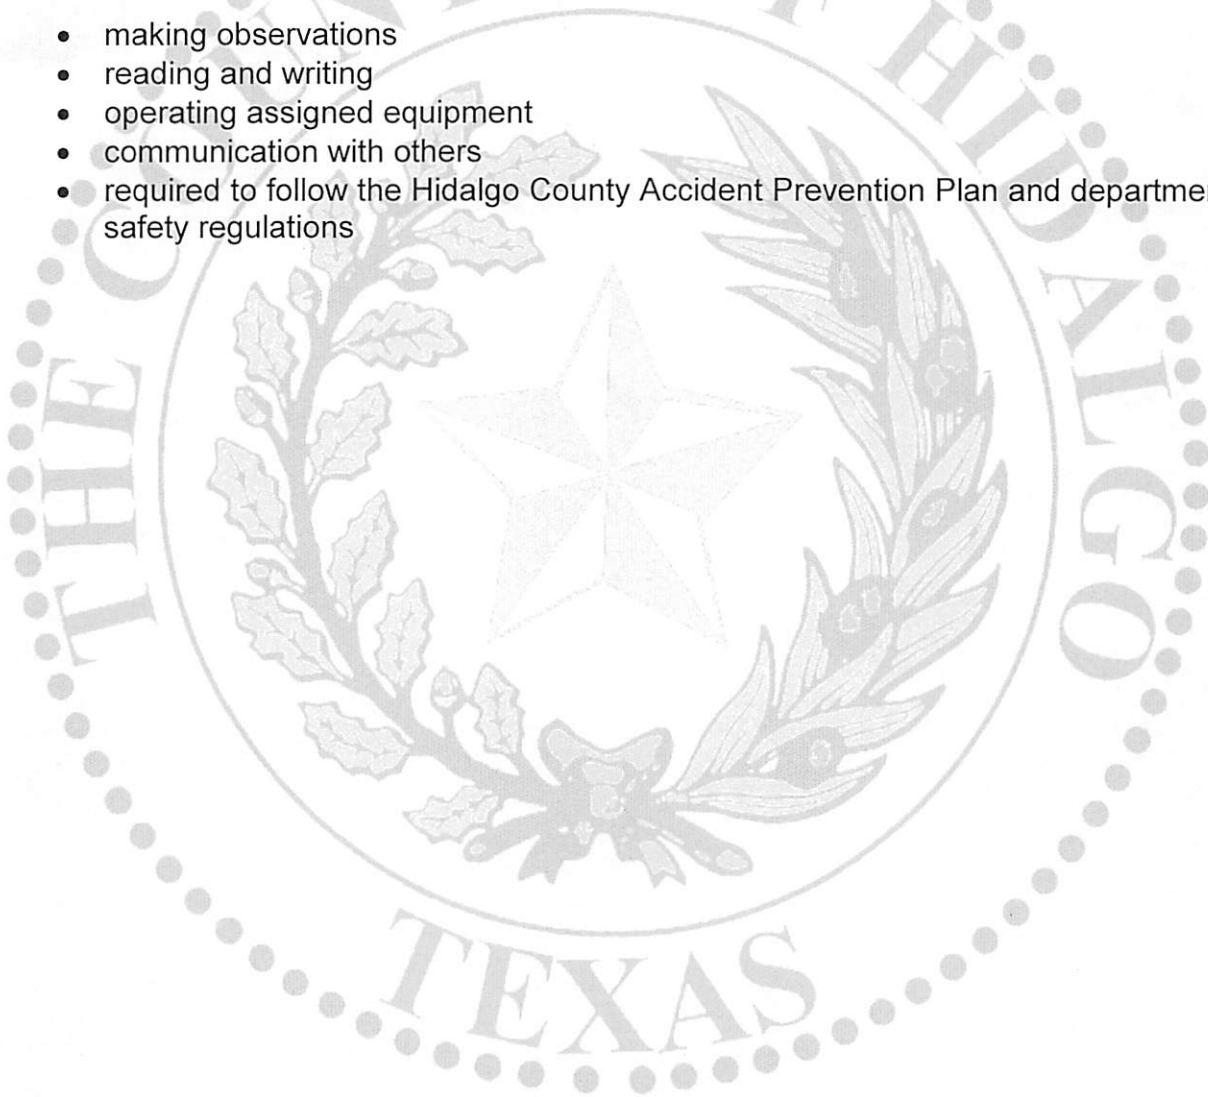 • making observations
• reading and writing
• operating assigned equipment
• communication with others
• required to follow the Hidalgo County Accident Prevention Plan and departme
safety regulations
THE HIDALGO
TEXAS